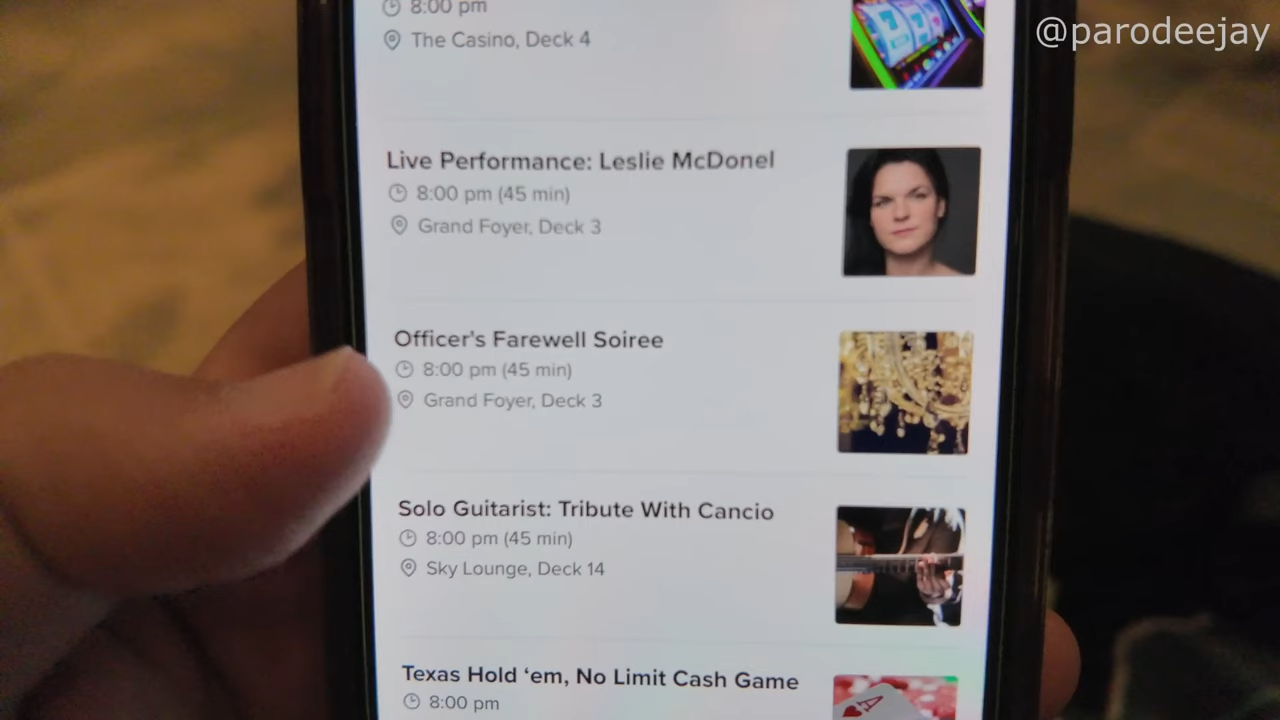 @parodeejay
8:00 pm
The Casino, Deck 4
Live Performance: Leslie McDonel
8:00 pm (45 min)
Grand Foyer, Deck 3
Officer's Farewell Soiree
8:00 pm (45 min)
Grand Foyer, Deck 3
Solo Guitarist: Tribute With Cancio
8:00 pm (45 min)
Sky Lounge, Deck 14
Texas Hold ‘em, No Limit Cash Game
8:00 pm
A